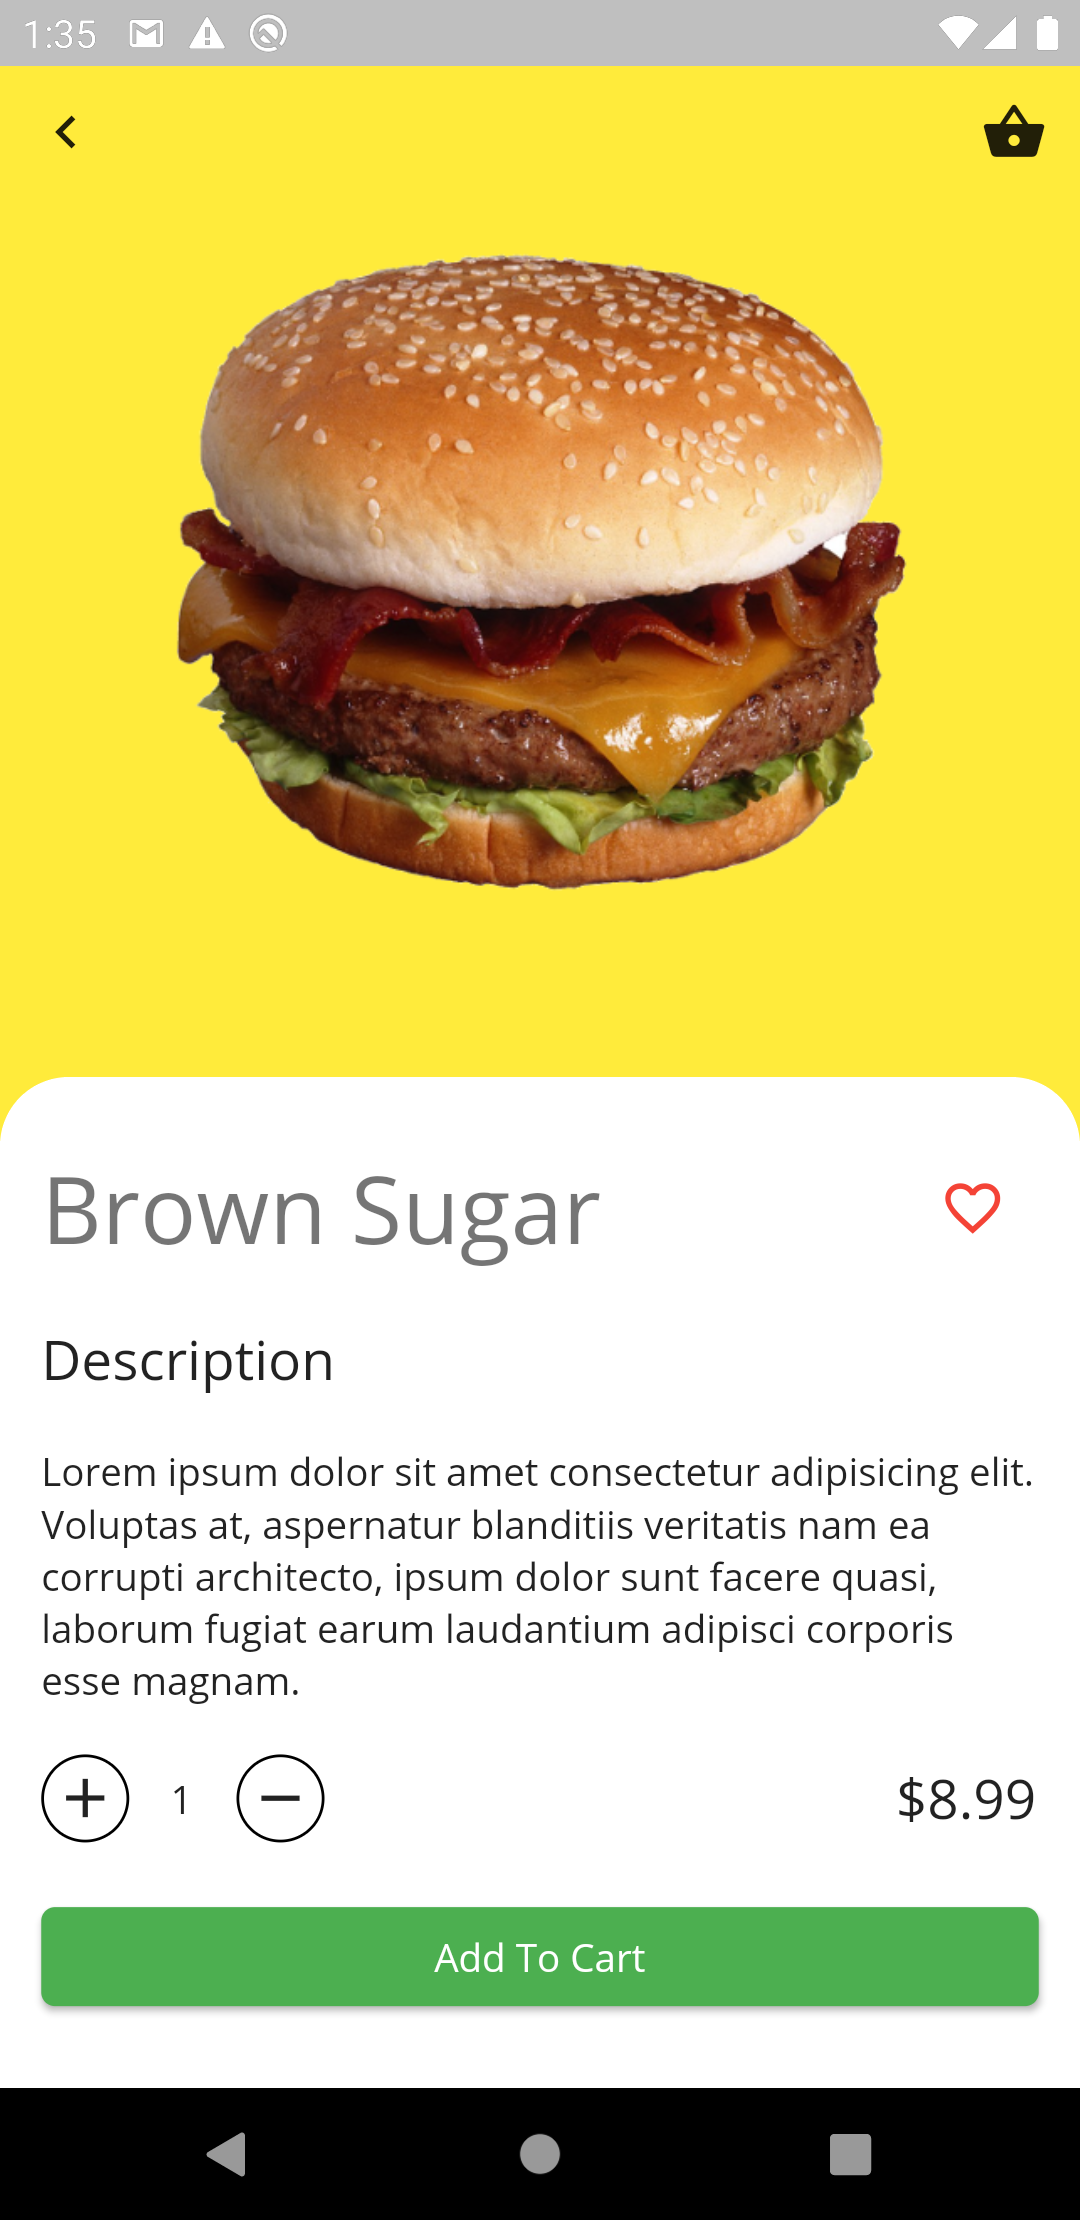 1:35
Brown Sugar
Description
Lorem ipsum dolor sit amet consectetur adipisicing elit.
Voluptas at, aspernatur blanditiis veritatis nam ea
corrupti architecto, ipsum dolor sunt facere quasi,
laborum fugiat earum laudantium adipisci corporis
esse magnam.
1 $8.99
Add To Cart